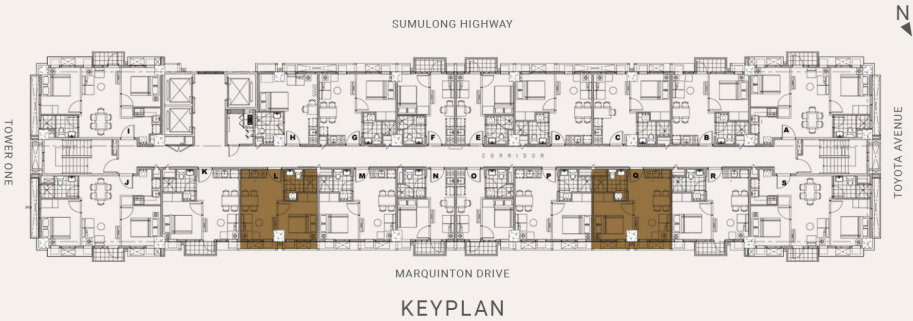 N
SUMULONG HIGHWAY
TOWER ONE
TOYOTA AVENUE
I
H
G
F
E
D
C
B
A
CORRIDOR
J
K
L
M
N
O
P
Q
R
S
MARQUINTON DRIVE
KEYPLAN